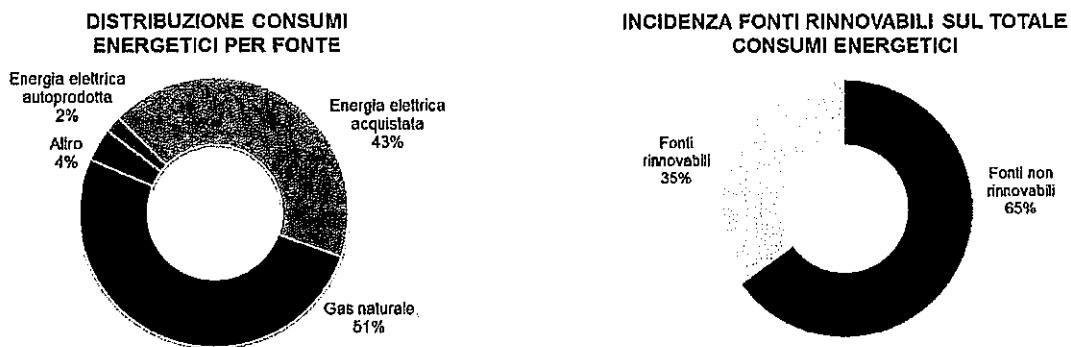 DISTRIBUZIONE CONSUMI
ENERGETICI PER FONTE
Energia elettrica
autoprodotta
2%
Altro
4%
Energia elettrica
acquistata
43%
Gas naturale
51%
INCIDENZA FONTI RINNOVABILI SUL TOTALE
CONSUMI ENERGETICI
Fonti
rinnovabili
35%
Fonti non
rinnovabili
65%